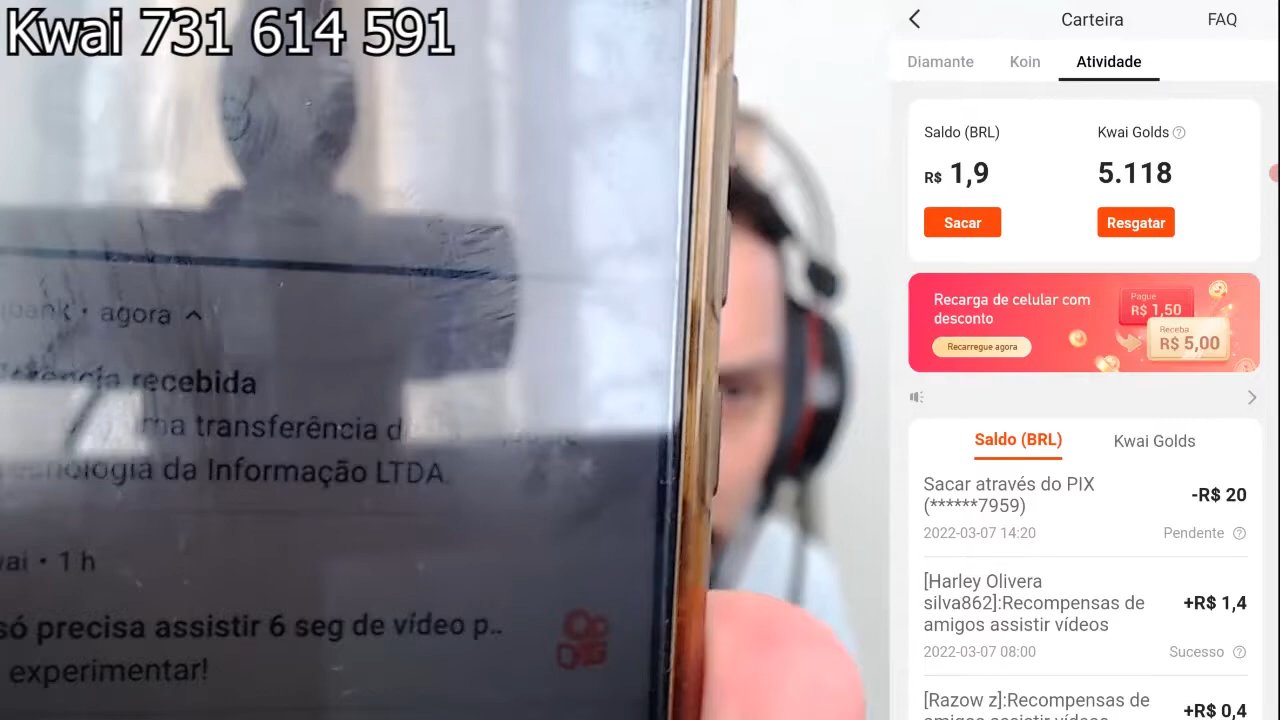 Kwai 731 614 591
agora
recebida
transferência
da Informação LTDA
1 h
só precisa assistir 6 seg de vídeo p..
experimentar!
Carteira
FAQ
Diamante
Koin
Atividade
Saldo (BRL)
Kwai Golds
R$ 1,9
5.118
Sacar
Resgatar
Recarga de celular com
desconto
Recarregue agora
Pague
R$ 1,50
Receba
R$ 5,00
Saldo (BRL)
Kwai Golds
Sacar através do PIX
(******7959)
-R$ 20
2022-03-07 14:20
Pendente
[Harley Olivera
silva862]:Recompensas de
amigos assistir vídeos
+R$ 1,4
2022-03-07 08:00
Sucesso
[Razow z]:Recompensas de
amigos assistir vídeos
+R$ 0,4